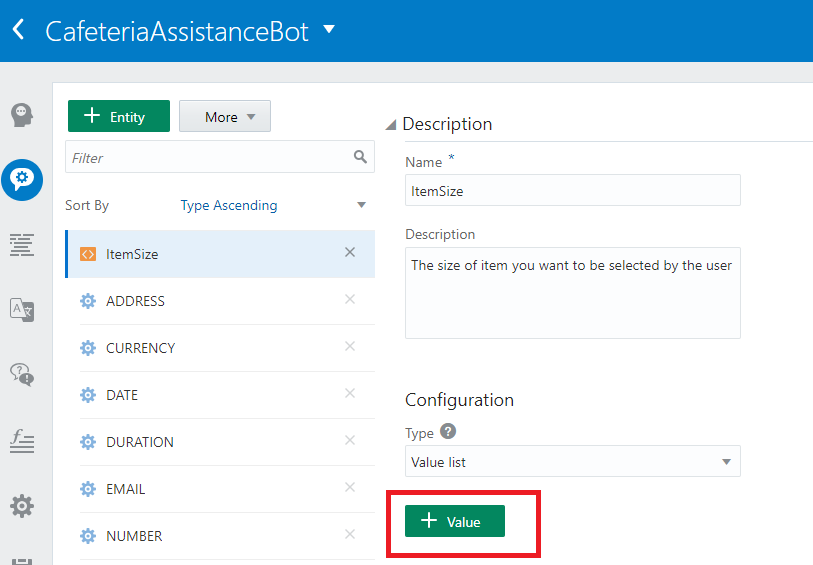 CafeteriaAssistanceBot
+ Entity
More
Filter
Sort By
Type Ascending
ItemSize
ADDRESS
CURRENCY
DATE
DURATION
EMAIL
NUMBER
Description
Name *
ItemSize
Description
The size of item you want to be selected by the user
Configuration
Type ?
Value list
+ Value